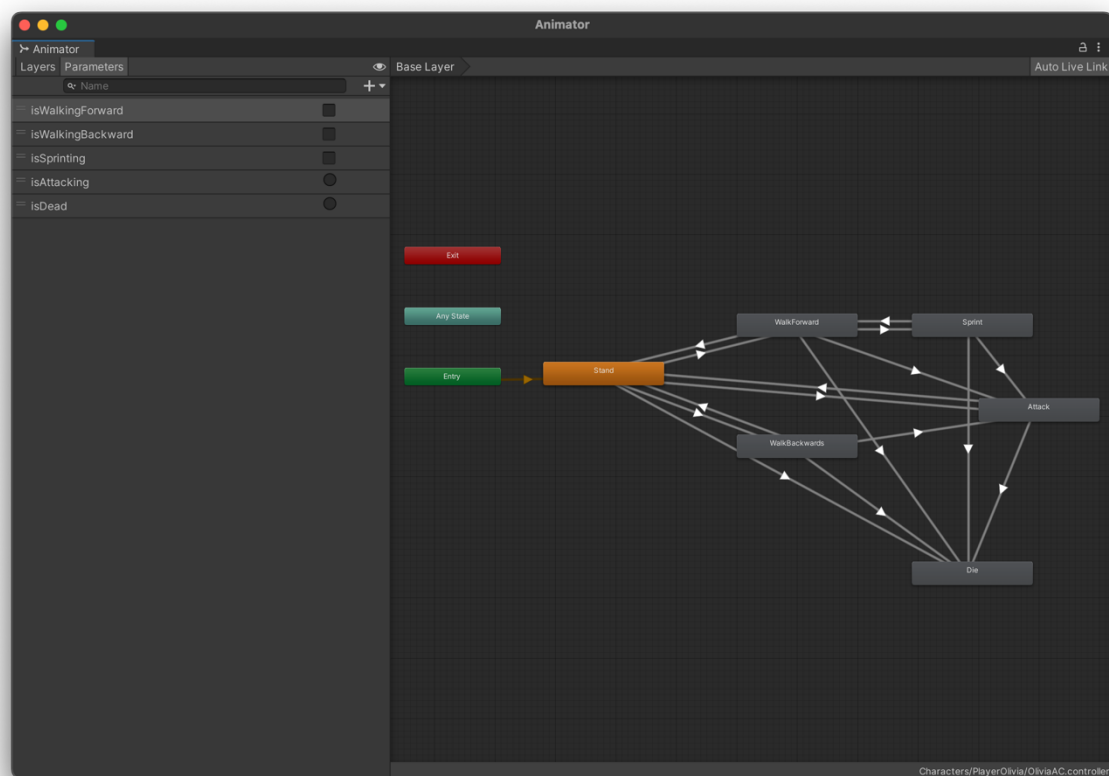 Animator
Animator
Layers Parameters
Base Layer
Auto Live Link
Name
isWalkingForward
isWalkingBackward
isSprinting
isAttacking
isDead
Exit
Any State
Entry
Stand
WalkForward
Sprint
Attack
WalkBackwards
Die
Characters/PlayerOlivia/OliviaAC.controller